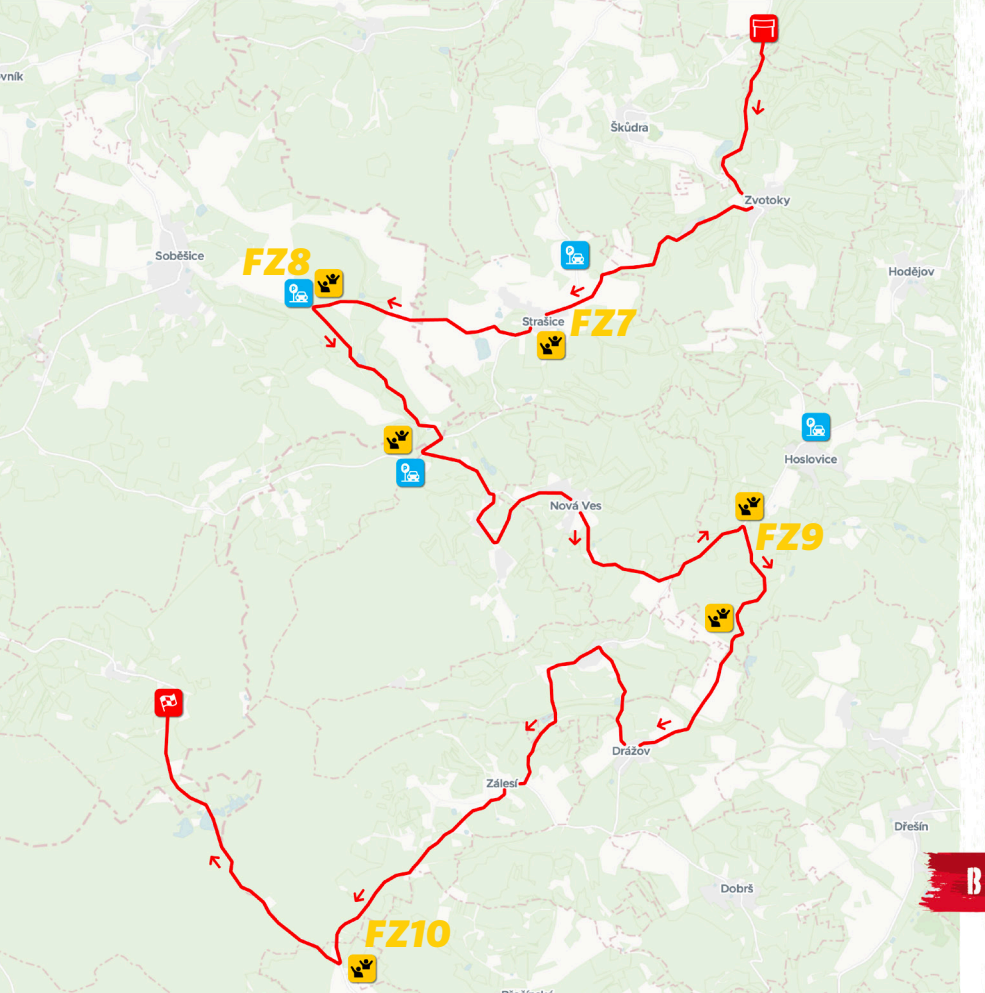 vník
Škůdra
Zvotoky
Soběšice
FZ8
Hodějov
Strašice
FZ7
Hoslovice
Nová Ves
FZ9
Drážov
Zálesí
Dřešín
B
Dobrš
FZ10